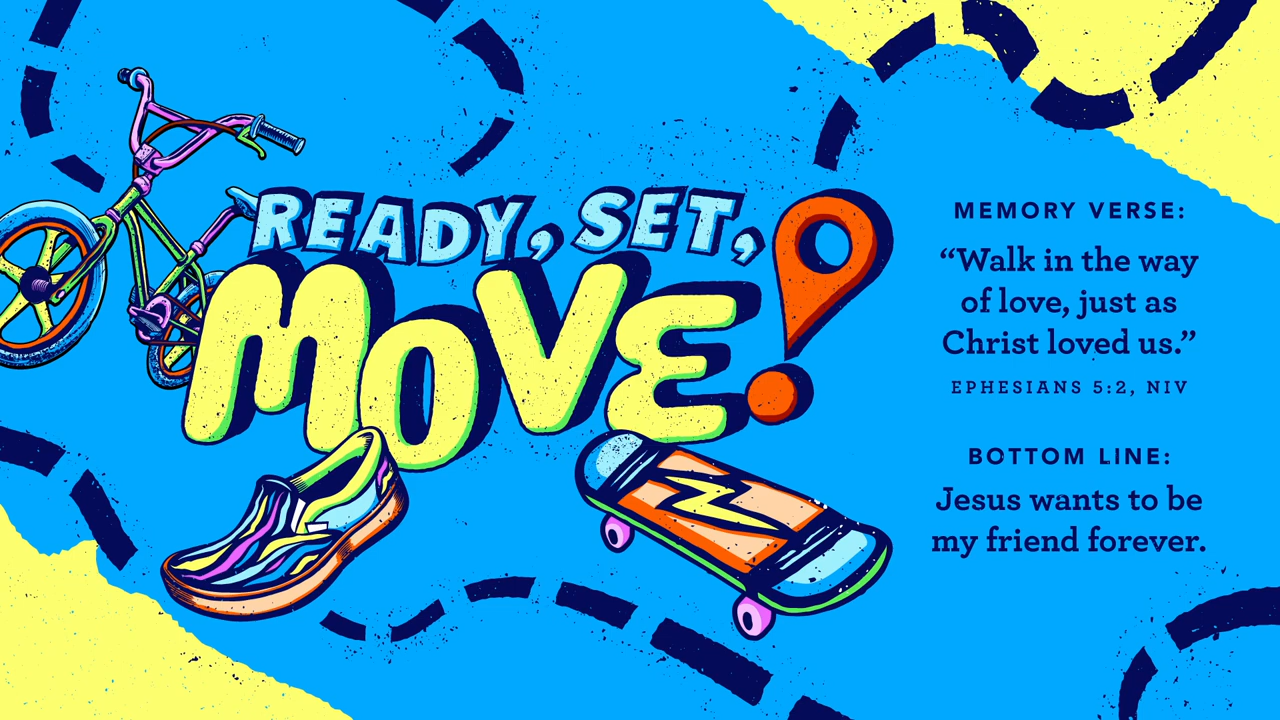 READY, SET,
MOVE!
MEMORY VERSE:
“Walk in the way
of love, just as
Christ loved us.”
EPHESIANS 5:2, NIV
BOTTOM LINE:
Jesus wants to be
my friend forever.